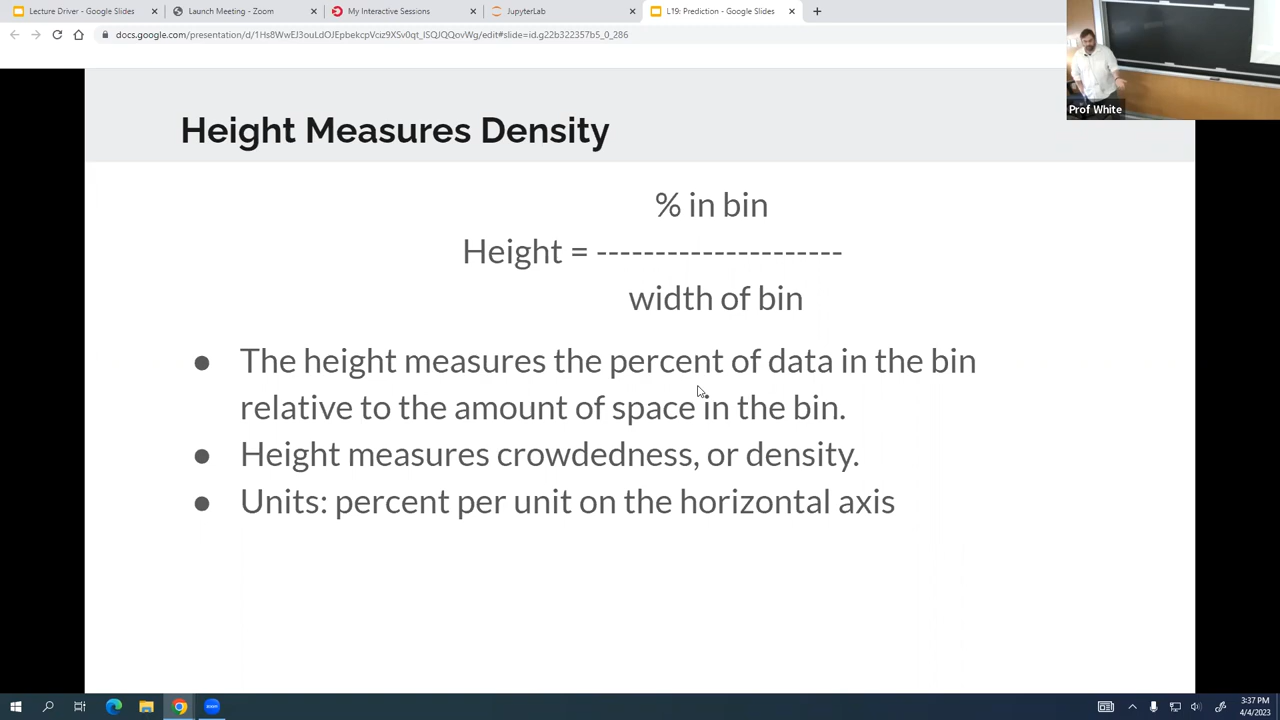 Lecture Driver - Google Slides
Launch Meeting - Zoom
My Interactive Sessions
JupyterLab
L19: Prediction - Google Slides
docs.google.com/presentation/d/1Hs8WwEJ3ouLdOJEpbekcpVciz9XSv0qt_lSQJQQovWg/edit#slide=id.g22b322357b5_0_286
Prof White
Height Measures Density
% in bin
Height = ---------------------
width of bin
● The height measures the percent of data in the bin
relative to the amount of space in the bin.
● Height measures crowdedness, or density.
● Units: percent per unit on the horizontal axis
zoom
3:37 PM
4/4/2023